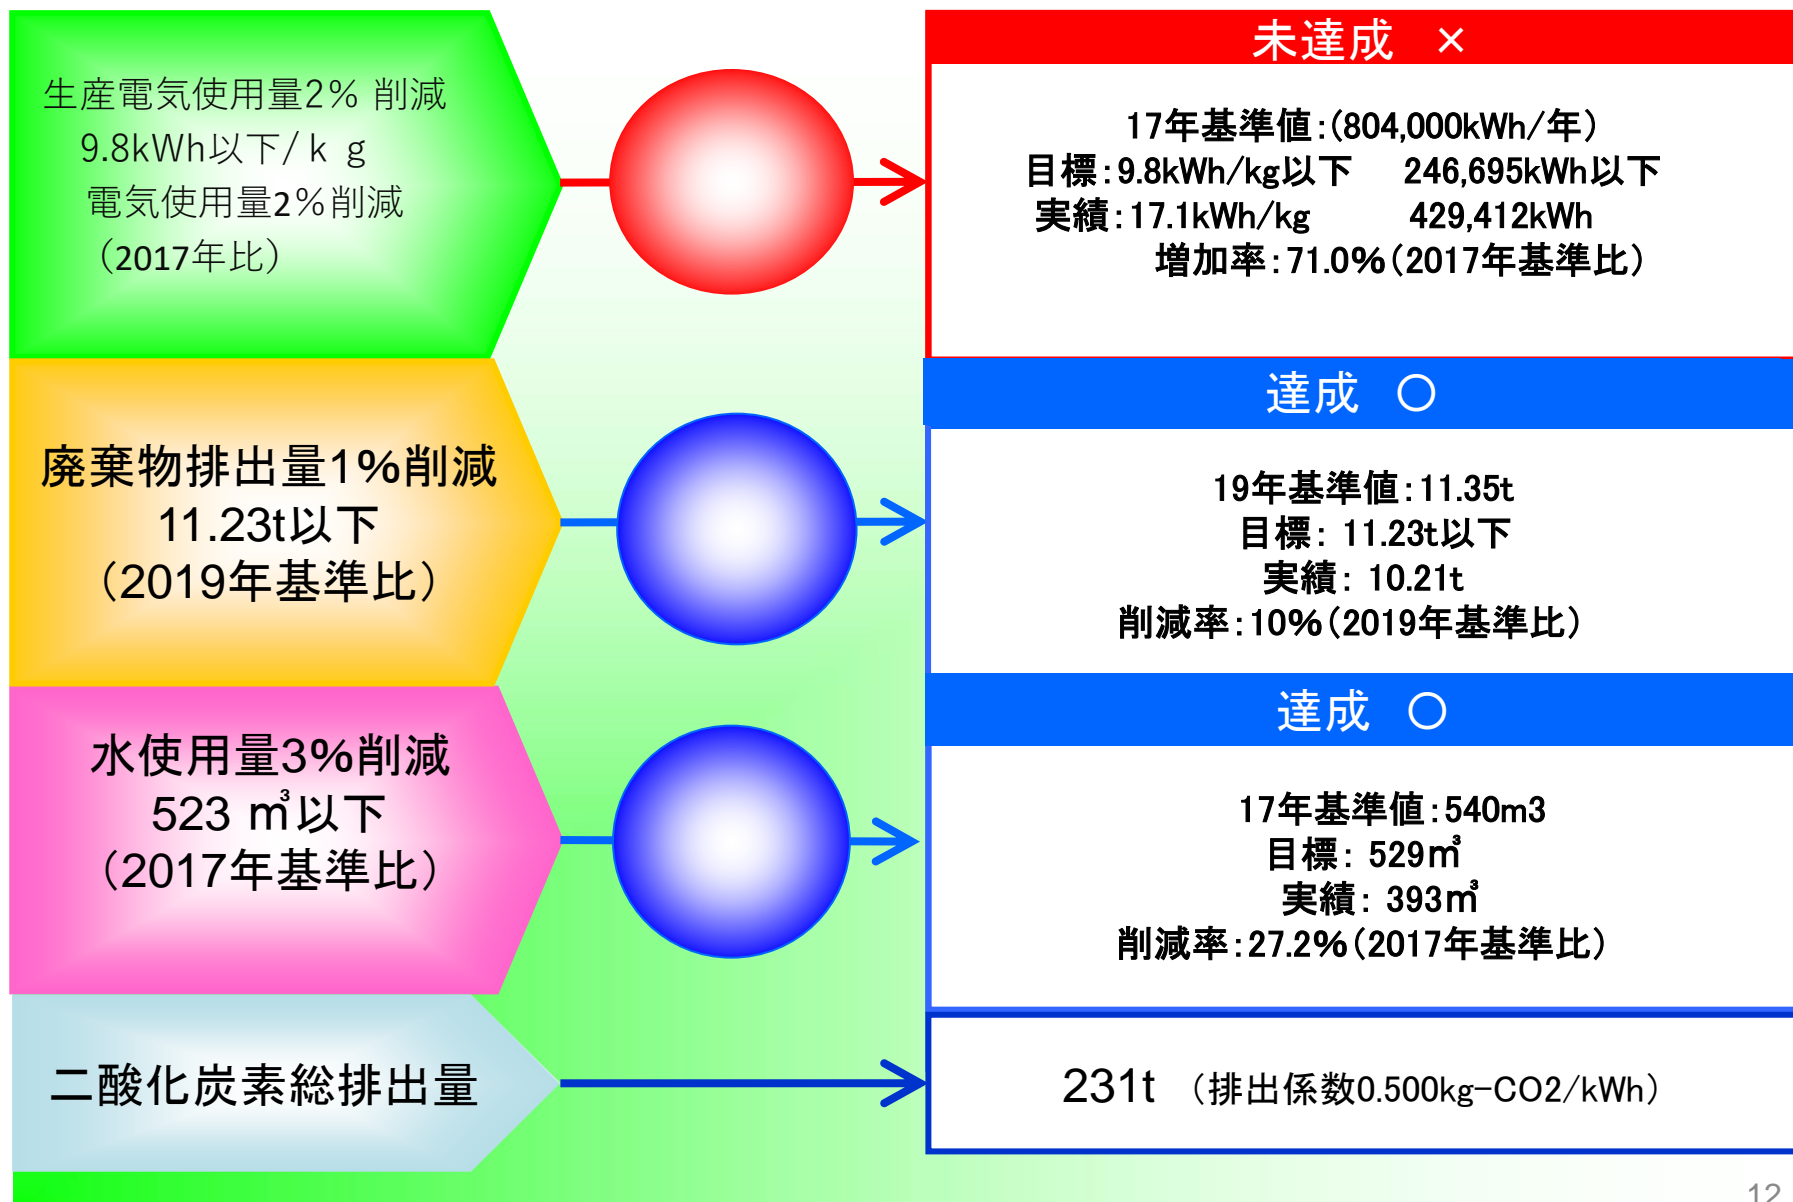 生産電気使用量2% 削減
9.8kWh以下/ｋｇ
電気使用量2%削減
（2017年比）
未達成 ×
17年基準値：(804,000kWh/年）
目標：9.8kWh/kg以下 246,695kWh以下
実績：17.1kWh/kg 429,412kWh
増加率：71.0%（2017年基準比）
廃棄物排出量1%削減
11.23t以下
（2019年基準比）
達成 〇
19年基準値：11.35t
目標： 11.23t以下
実績： 10.21t
削減率：10%（2019年基準比）
水使用量3%削減
523 ㎥以下
（2017年基準比）
達成 〇
17年基準値：540m3
目標： 529㎥
実績： 393㎥
削減率：27.2%（2017年基準比）
二酸化炭素総排出量
231t （排出係数0.500kg-CO2/kWh）
12